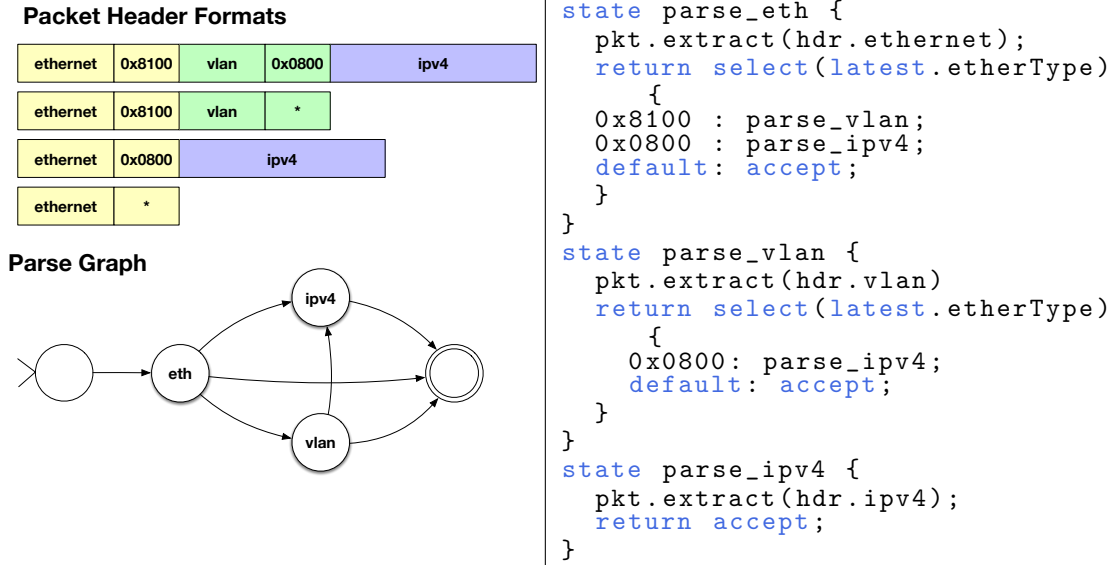 Packet Header Formats
ethernet 0x8100 vlan 0x0800 ipv4
ethernet 0x8100 vlan *
ethernet 0x0800 ipv4
ethernet *
Parse Graph
ipv4
eth
vlan
state parse_eth {
pkt.extract(hdr.ethernet);
return select(latest.etherType)
{
0x8100 : parse_vlan;
0x0800 : parse_ipv4;
default: accept;
}
}
state parse_vlan {
pkt.extract(hdr.vlan)
return select(latest.etherType)
{
0x0800: parse_ipv4;
default: accept;
}
}
state parse_ipv4 {
pkt.extract(hdr.ipv4);
return accept;
}